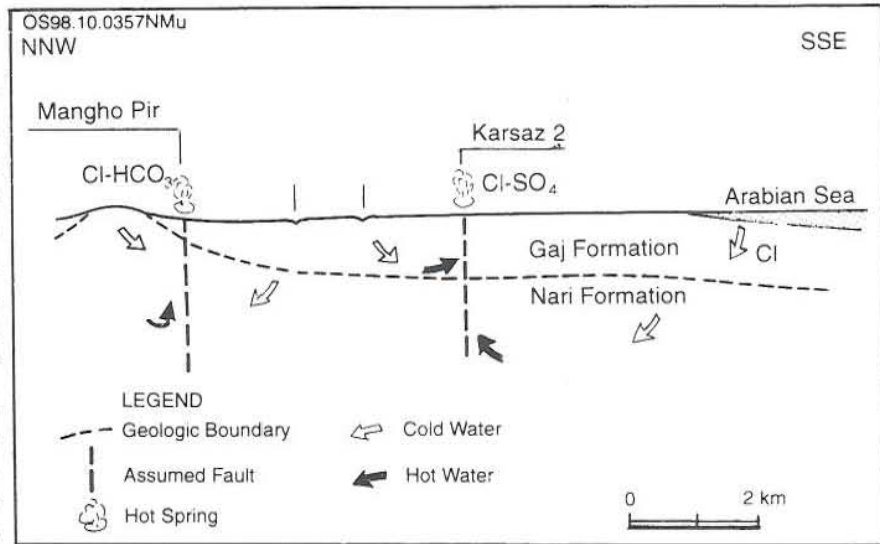 OS98.10.0357NMu
NNW
SSE
Mangho Pir
Karsaz 2
Cl-HCO₃
Cl-SO₄
Arabian Sea
Gaj Formation
Cl
Nari Formation
LEGEND
Geologic Boundary
Cold Water
Assumed Fault
Hot Water
Hot Spring
0 2 km